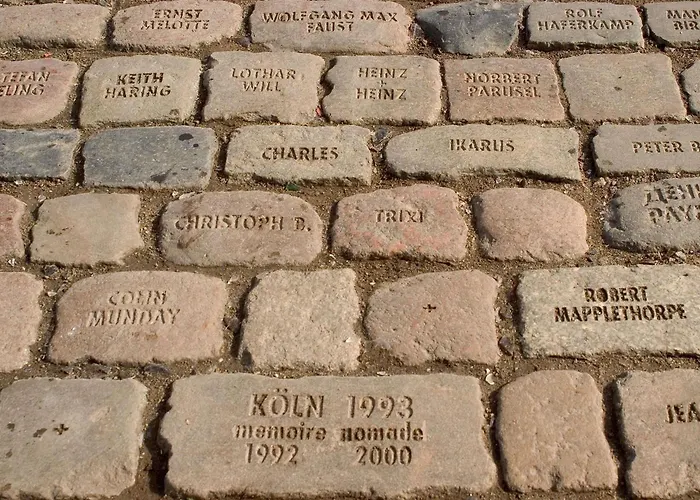 ERNST
MELOTTE
WOLFGANG MAX
FAUST
ROLF
HAFERKAMP
KEITH
HARING
LOTHAR
WILL
HEINZ
+
HEINZ
NORBERT
PARUSEL
CHARLES
IKARUS
PETER B
CHRISTOPH B.
TRIXI
COLIN
MUNDAY
+
ROBERT
MAPPLETHORPE
+
KÖLN 1993
memoire nomade
1992 2000
JEA